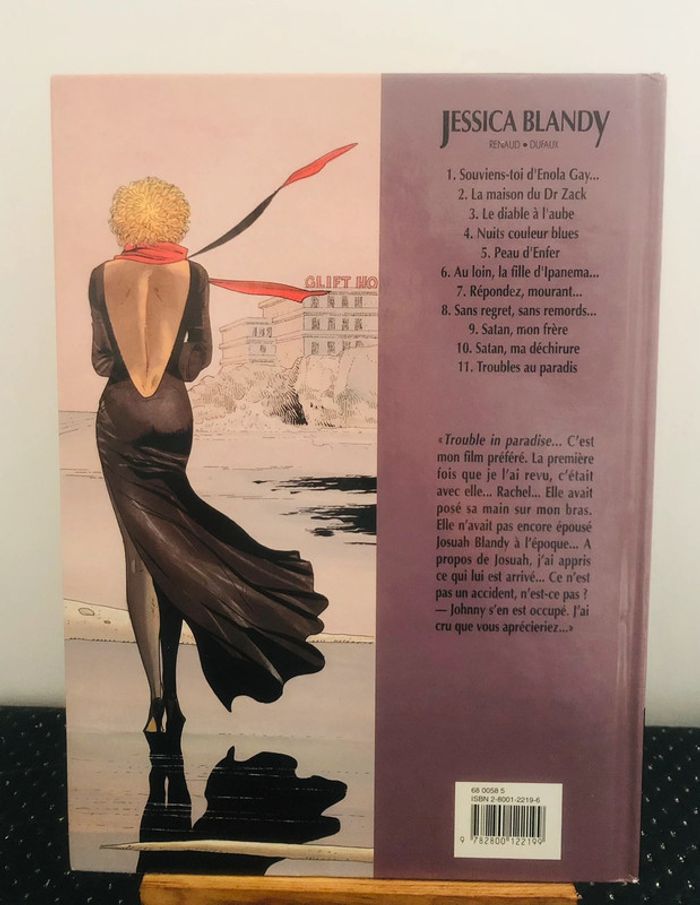 JESSICA BLANDY
RENAUD • DUFAUX
1. Souviens-toi d'Enola Gay...
2. La maison du Dr Zack
3. Le diable à l'aube
4. Nuits couleur blues
5. Peau d'Enfer
6. Au loin, la fille d'Ipanema...
7. Répondez, mourant...
8. Sans regret, sans remords...
9. Satan, mon frère
10. Satan, ma déchirure
11. Troubles au paradis
GLIFT HO
«Trouble in paradise... C'est
mon film préféré. La première
fois que je l'ai revu, c'était
avec elle... Rachel... Elle avait
posé sa main sur mon bras.
Elle n'avait pas encore épousé
Josuah Blandy à l'époque... A
propos de Josuah, j'ai appris
ce qui lui est arrivé... Ce n'est
pas un accident, n'est-ce pas ?
— Johnny s'en est occupé. J'ai
cru que vous aprécieriez...»
68 0058 5
ISBN 2-8001-2219-6
9 782800 122199